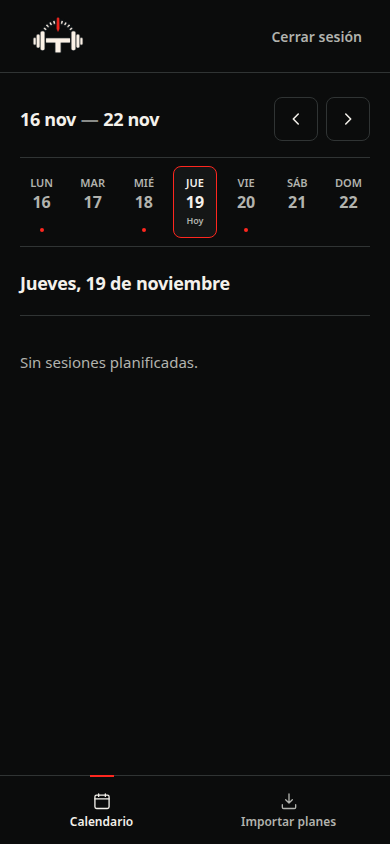 Cerrar sesión
16 nov — 22 nov
LUN MAR MIÉ JUE VIE SÁB DOM
16 17 18 19 20 21 22
Hoy
Jueves, 19 de noviembre
Sin sesiones planificadas.
Calendario Importar planes